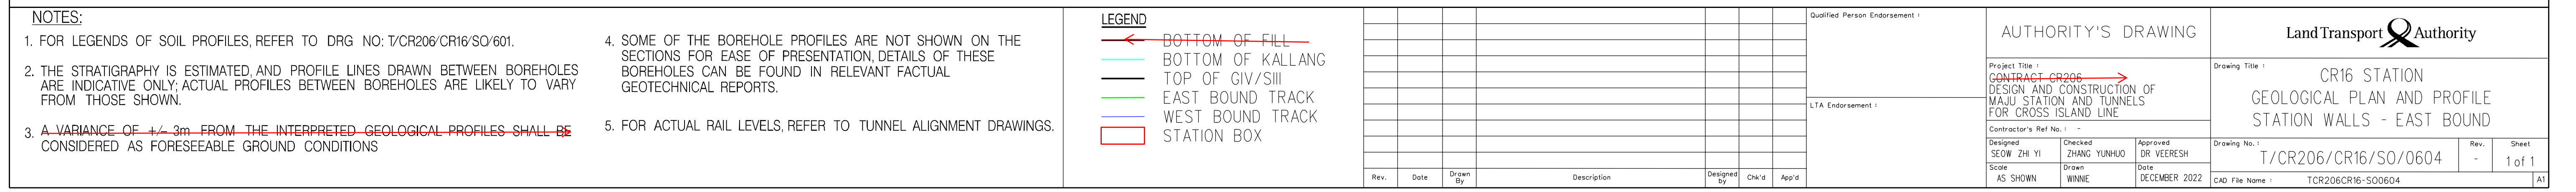 NOTES:
1. FOR LEGENDS OF SOIL PROFILES, REFER TO DRG NO: T/CR206/CR16/SO/601.
2. THE STRATIGRAPHY IS ESTIMATED, AND PROFILE LINES DRAWN BETWEEN BOREHOLES
ARE INDICATIVE ONLY; ACTUAL PROFILES BETWEEN BOREHOLES ARE LIKELY TO VARY
FROM THOSE SHOWN.
3. A VARIANCE OF +/- 3m FROM THE INTERPRETED GEOLOGICAL PROFILES SHALL BE
CONSIDERED AS FORESEEABLE GROUND CONDITIONS
4. SOME OF THE BOREHOLE PROFILES ARE NOT SHOWN ON THE
SECTIONS FOR EASE OF PRESENTATION, DETAILS OF THESE
BOREHOLES CAN BE FOUND IN RELEVANT FACTUAL
GEOTECHNICAL REPORTS.
5. FOR ACTUAL RAIL LEVELS, REFER TO TUNNEL ALIGNMENT DRAWINGS.
LEGEND
BOTTOM OF FILL
BOTTOM OF KALLANG
TOP OF GIV/SIII
EAST BOUND TRACK
WEST BOUND TRACK
STATION BOX
Rev. Date Drawn By Description Designed by Chk'd App'd
Qualified Person Endorsement :
LTA Endorsement :
AUTHORITY'S DRAWING
Project Title :
CONTRACT CR206
DESIGN AND CONSTRUCTION OF
MAJU STATION AND TUNNELS
FOR CROSS ISLAND LINE
Contractor's Ref No. : -
Designed Checked Approved
SEOW ZHI YI ZHANG YUNHUO DR VEERESH
Scale Drawn Date
AS SHOWN WINNIE DECEMBER 2022
Land Transport Authority
Drawing Title :
CR16 STATION
GEOLOGICAL PLAN AND PROFILE
STATION WALLS - EAST BOUND
Drawing No. : Rev. Sheet
T/CR206/CR16/SO/0604 - 1 of 1
CAD File Name : TCR206CR16-SO0604 A1